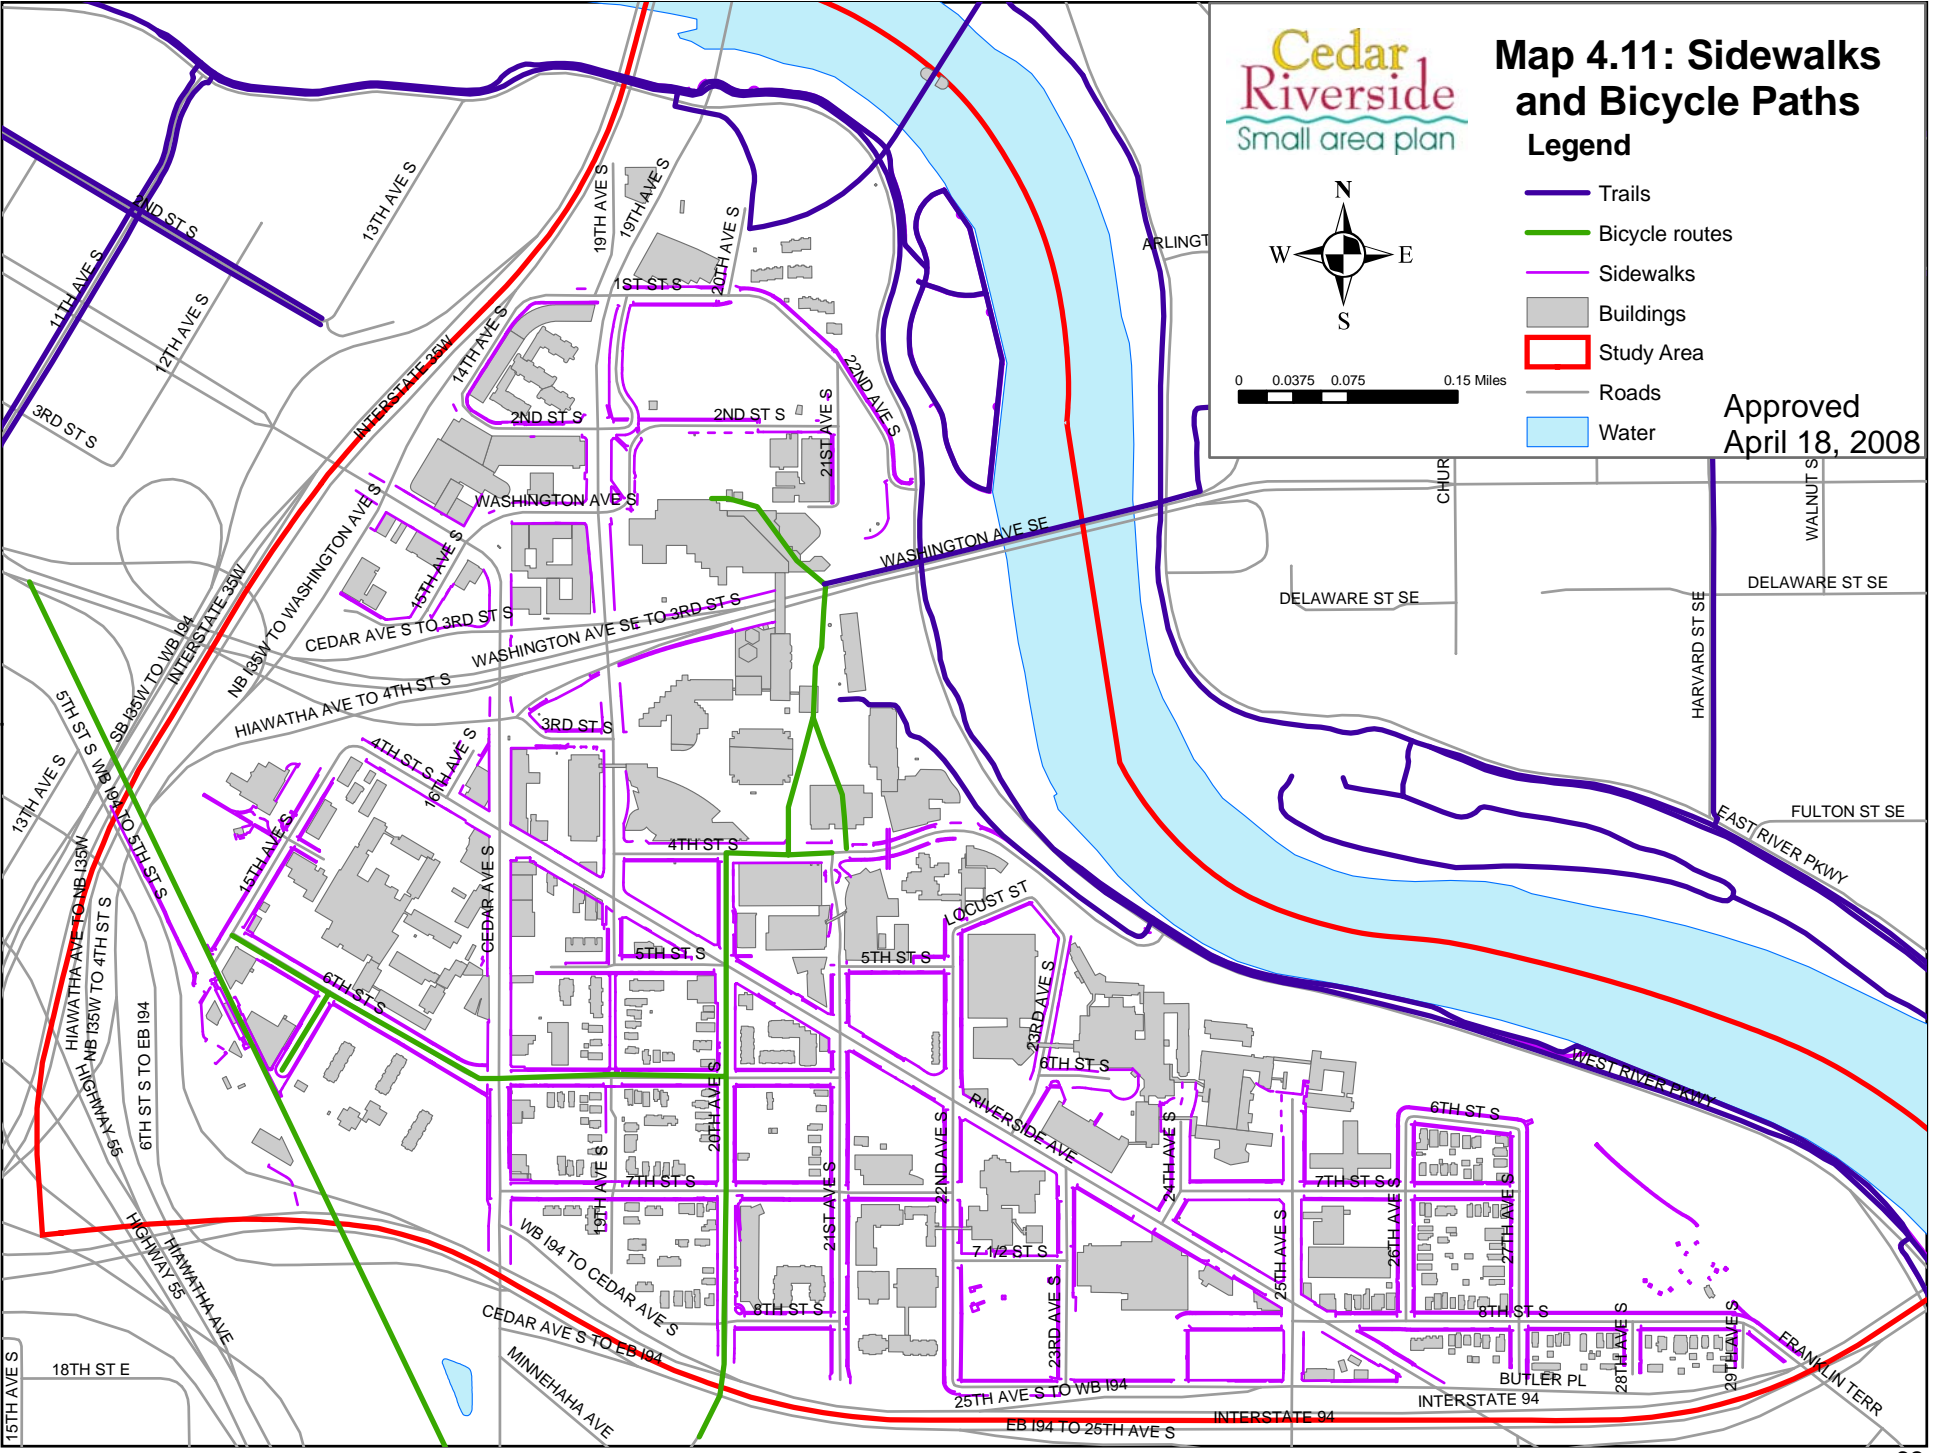 Cedar
Riverside
Small area plan
Map 4.11: Sidewalks
and Bicycle Paths
Legend
Trails
Bicycle routes
Sidewalks
Buildings
Study Area
Roads
Water
N
W
E
S
0
0.0375
0.075
0.15 Miles
Approved
April 18, 2008
2ND ST S
13TH AVE S
11TH AVE S
12TH AVE S
3RD ST S
19TH AVE S
19TH AVE S
20TH AVE S
1ST ST S
14TH AVE S
INTERSTATE 35W
2ND ST S
2ND ST S
21ST AVE S
22ND AVE S
ARLINGT
CHUR
WALNUT S
WASHINGTON AVE S
WASHINGTON AVE SE
15TH AVE S
NB I35W TO WASHINGTON AVE S
CEDAR AVE S TO 3RD ST S
WASHINGTON AVE SE TO 3RD ST S
HIAWATHA AVE TO 4TH ST S
SB I35W TO WB I94
INTERSTATE 35W
DELAWARE ST SE
DELAWARE ST SE
HARVARD ST SE
5TH ST S
WB I94 TO 5TH ST S
13TH AVE S
3RD ST S
4TH ST S
16TH AVE S
15TH AVE S
4TH ST S
CEDAR AVE S
LOCUST ST
EAST RIVER PKWY
FULTON ST SE
HIAWATHA AVE TO NB I35W
NB I35W TO 4TH ST S
6TH ST S TO EB I94
6TH ST S
5TH ST S
5TH ST S
23RD AVE S
6TH ST S
WEST RIVER PKWY
HIGHWAY 55
HIGHWAY 55
HIAWATHA AVE
20TH AVE S
19TH AVE S
7TH ST S
21ST AVE S
22ND AVE S
RIVERSIDE AVE
24TH AVE S
7TH ST S
6TH ST S
26TH AVE S
27TH AVE S
25TH AVE S
7 1/2 ST S
23RD AVE S
8TH ST S
8TH ST S
WB I94 TO CEDAR AVE S
CEDAR AVE S TO EB I94
MINNEHAHA AVE
15TH AVE S
18TH ST E
25TH AVE S TO WB I94
EB I94 TO 25TH AVE S
INTERSTATE 94
INTERSTATE 94
BUTLER PL
28TH AVE S
29TH AVE S
FRANKLIN TERR